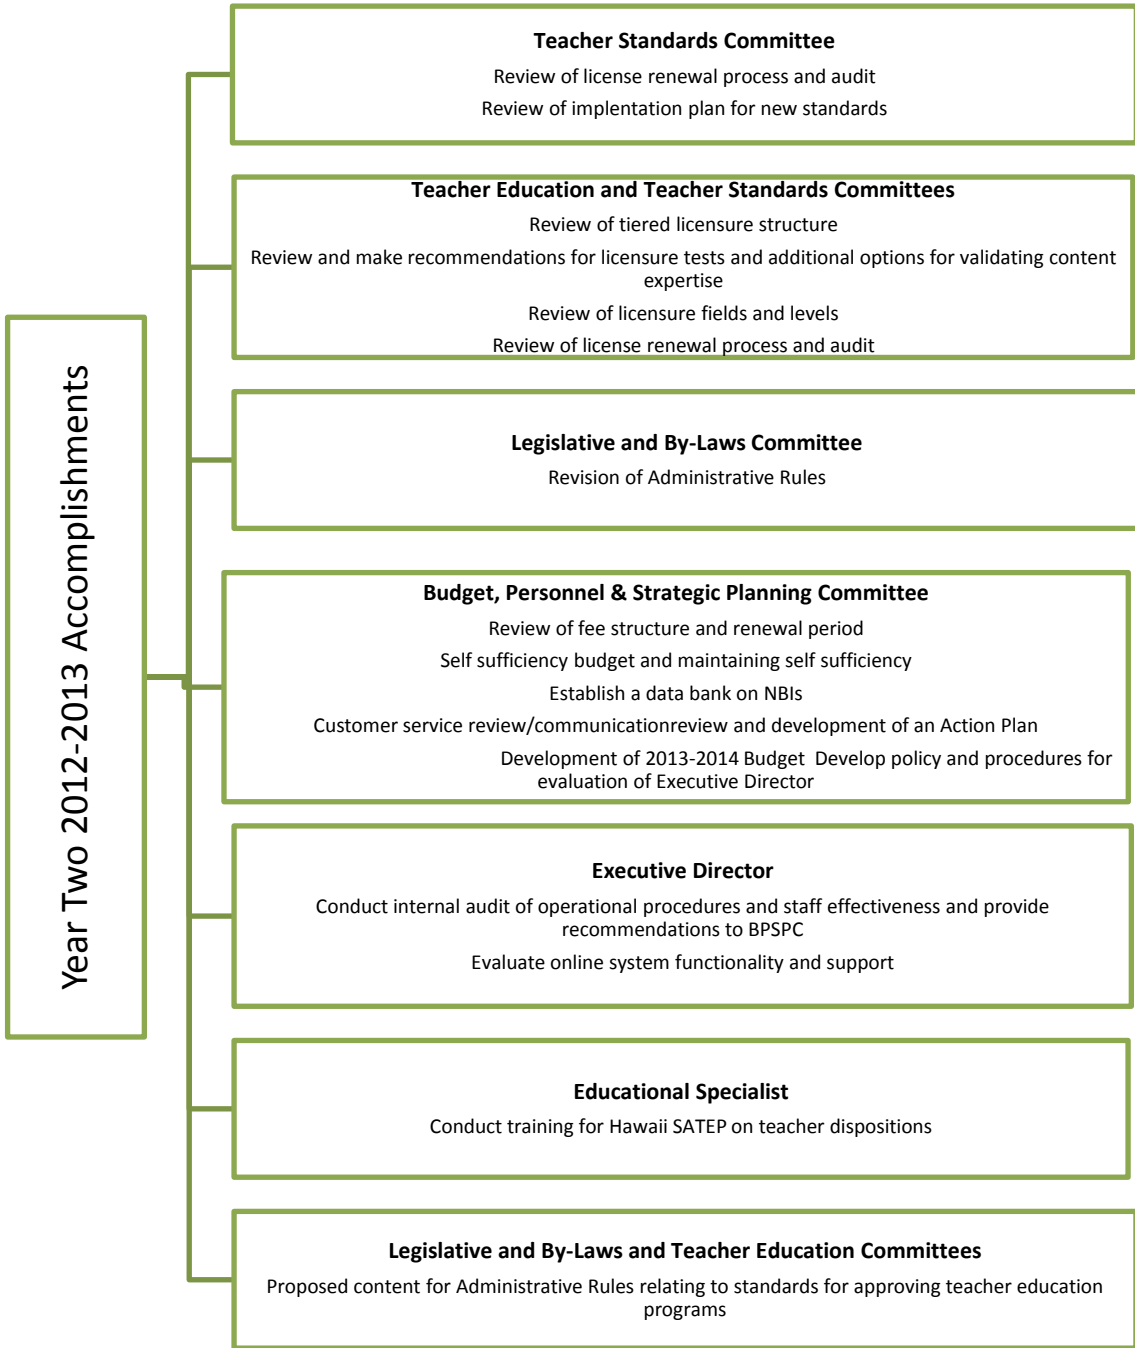 Year Two 2012-2013 Accomplishments
Teacher Standards Committee
Review of license renewal process and audit
Review of implentation plan for new standards
Teacher Education and Teacher Standards Committees
Review of tiered licensure structure
Review and make recommendations for licensure tests and additional options for validating content
expertise
Review of licensure fields and levels
Review of license renewal process and audit
Legislative and By-Laws Committee
Revision of Administrative Rules
Budget, Personnel & Strategic Planning Committee
Review of fee structure and renewal period
Self sufficiency budget and maintaining self sufficiency
Establish a data bank on NBIs
Customer service review/communicationreview and development of an Action Plan
Development of 2013-2014 Budget  Develop policy and procedures for
evaluation of Executive Director
Executive Director
Conduct internal audit of operational procedures and staff effectiveness and provide
recommendations to BPSPC
Evaluate online system functionality and support
Educational Specialist
Conduct training for Hawaii SATEP on teacher dispositions
Legislative and By-Laws and Teacher Education Committees
Proposed content for Administrative Rules relating to standards for approving teacher education
programs